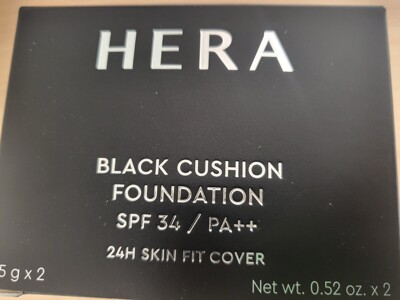 HERA
BLACK CUSHION
FOUNDATION
SPF 34 / PA++
24H SKIN FIT COVER
5 g x 2
Net wt. 0.52 oz. x 2